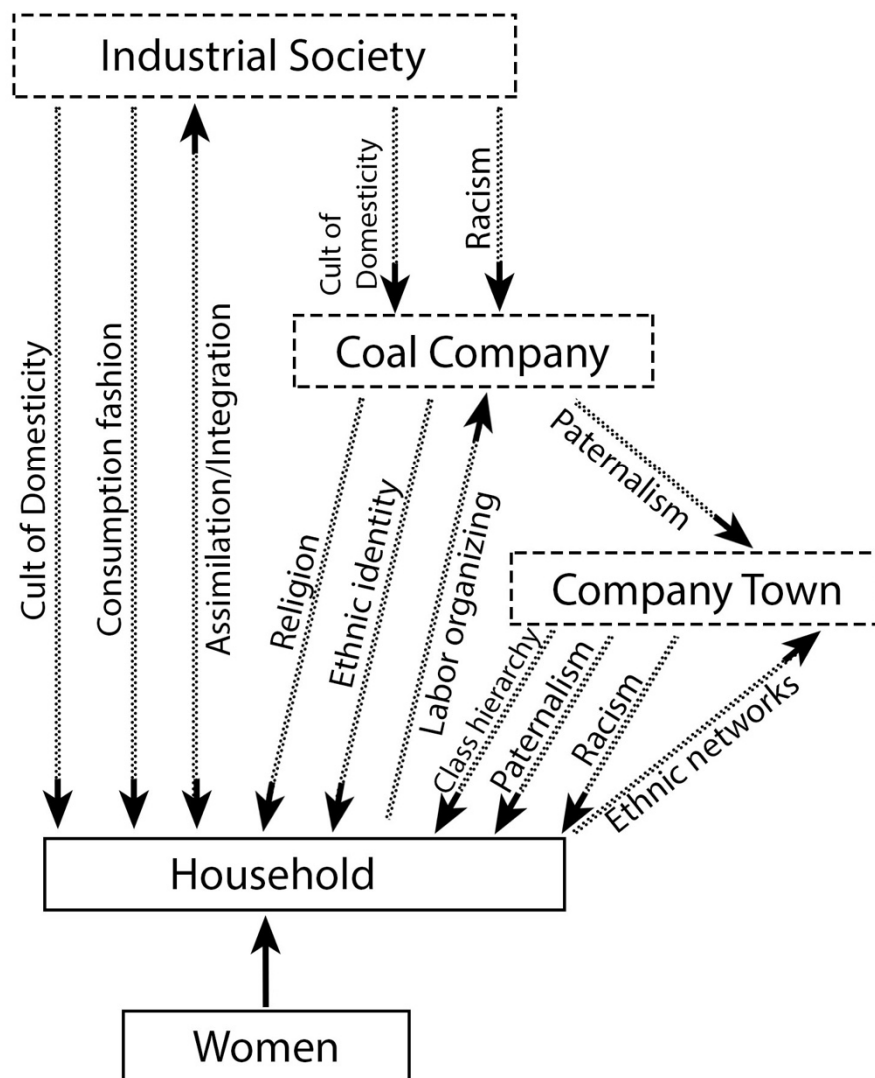 Industrial Society
Cult of Domesticity
Consumption fashion
Assimilation/Integration
Cult of
Domesticity
Racism
Coal Company
Religion
Ethnic identity
Labor organizing
Paternalism
Company Town
Class hierarchy
Paternalism
Racism
Ethnic networks
Household
Women